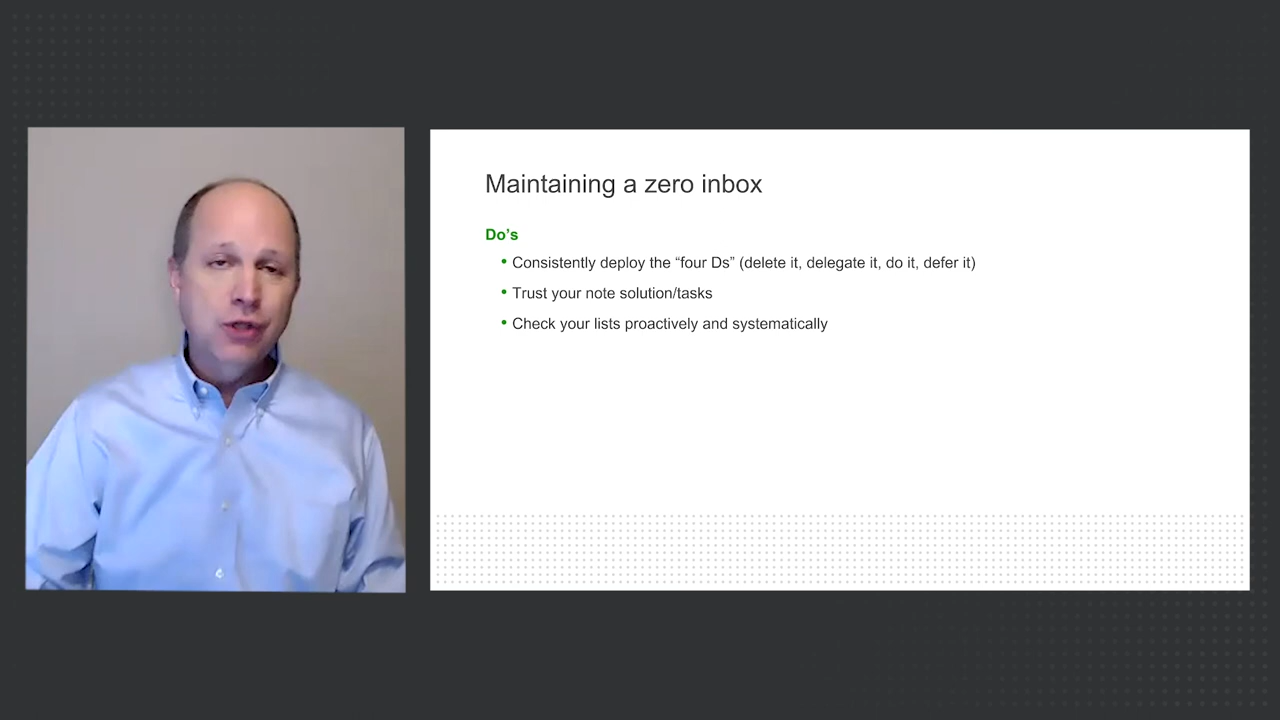 Maintaining a zero inbox
Do’s
• Consistently deploy the “four Ds” (delete it, delegate it, do it, defer it)
• Trust your note solution/tasks
• Check your lists proactively and systematically